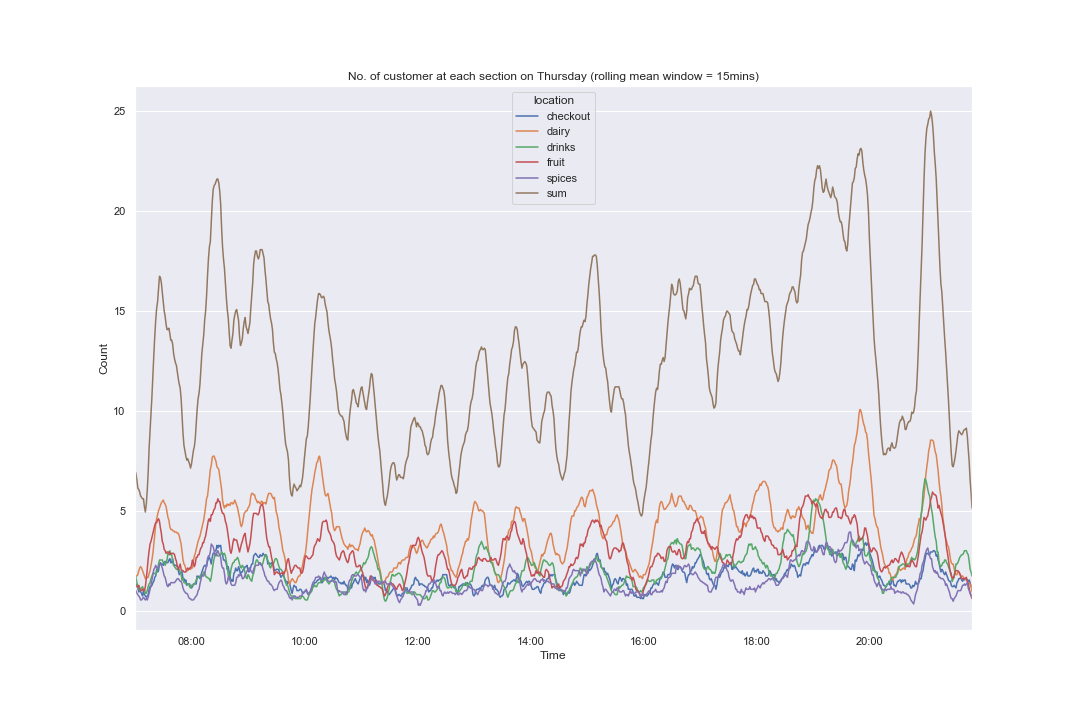 No. of customer at each section on Thursday (rolling mean window = 15mins)
location
checkout
dairy
drinks
fruit
spices
sum
25
20
15
10
5
0
Count
08:00 10:00 12:00 14:00 16:00 18:00 20:00
Time